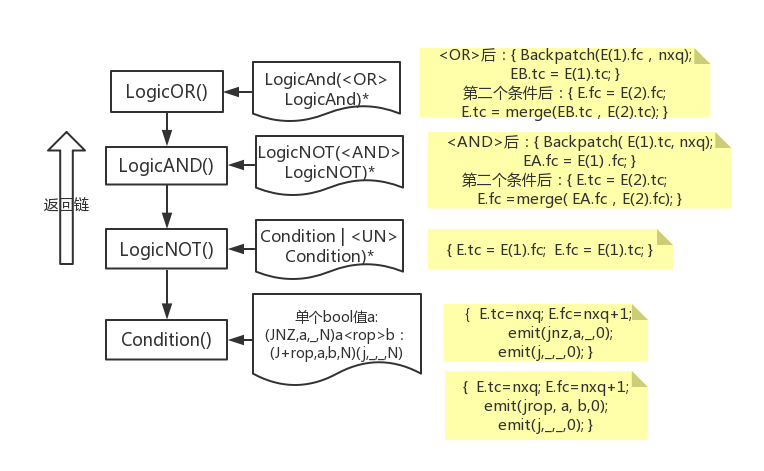 LogicOR()
LogicAnd(<OR>
LogicAnd)*
<OR>后：{ Backpatch(E(1).fc , nxq);
EB.tc = E(1).tc; }
第二个条件后：{ E.fc = E(2).fc;
E.tc = merge(EB.tc , E(2).tc); }
返回链
LogicAND()
LogicNOT(<AND>
LogicNOT)*
<AND>后：{ Backpatch( E(1).tc, nxq);
EA.fc = E(1) .fc; }
第二个条件后：{ E.tc = E(2).tc;
E.fc =merge( EA.fc , E(2).fc); }
LogicNOT()
Condition | <UN>
Condition)*
{ E.tc = E(1).fc; E.fc = E(1).tc; }
Condition()
单个bool值a:
(JNZ,a,_,N)a<rop>b：
(J+rop,a,b,N)(j,_,_,N)
{ E.tc=nxq; E.fc=nxq+1;
emit(jnz,a,_,0);
emit(j,_,_,0); }
{ E.tc=nxq; E.fc=nxq+1;
emit(jrop, a, b,0);
emit(j,_,_,0); }